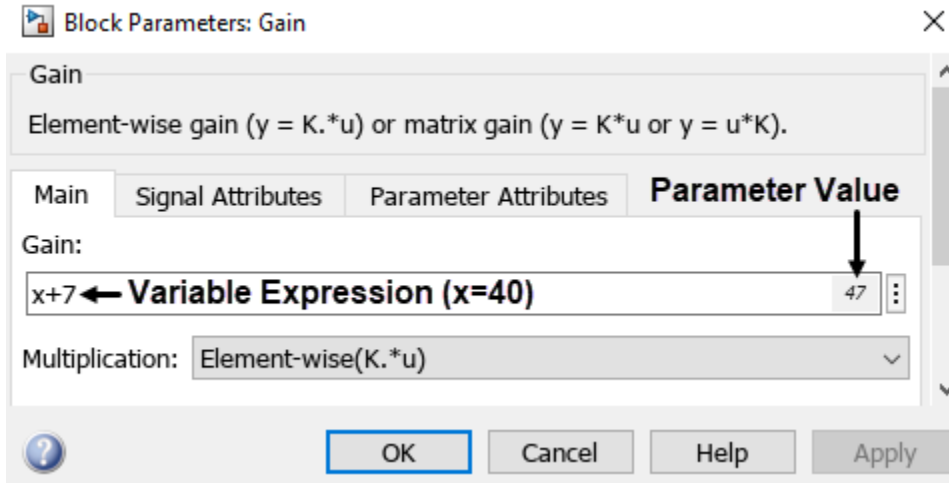 Block Parameters: Gain
Gain
Element-wise gain (y = K.*u) or matrix gain (y = K*u or y = u*K).
Main Signal Attributes Parameter Attributes Parameter Value
Gain:
x+7 Variable Expression (x=40) 47
Multiplication: Element-wise(K.*u)
OK Cancel Help Apply